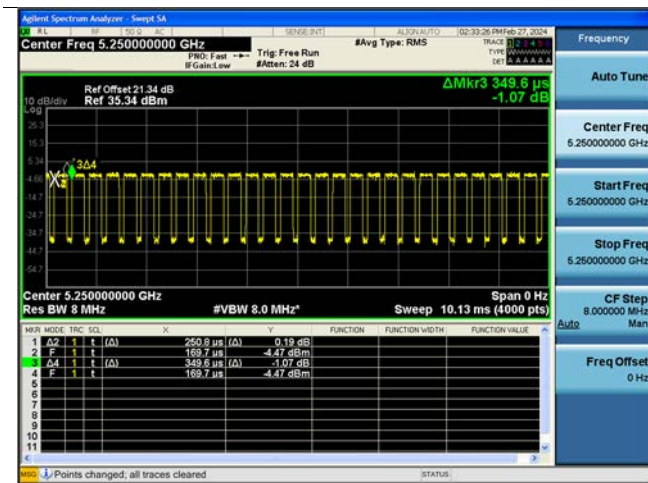 Agilent Spectrum Analyzer - Swept SA
RL RF 50 Ω AC SENSE:INT ALIGNAUTO 02:33:26 PM Feb 27, 2024
Center Freq 5.250000000 GHz
PNO: Fast
IFGain:Low
Trig: Free Run
#Atten: 24 dB
#Avg Type: RMS
TRACE 1 2 3 4 5 6
TYPE
DET A A A A A A
Frequency
Ref Offset 21.34 dB
Ref 35.34 dBm
10 dB/div
Log
ΔMkr3 349.6 µs
-1.07 dB
25.3
15.3
5.34
-4.66
-14.7
-24.7
-34.7
-44.7
-54.7
3Δ4
Center 5.250000000 GHz
Span 0 Hz
Res BW 8 MHz
#VBW 8.0 MHz*
Sweep 10.13 ms (4000 pts)
MKR MODE TRC SCL X Y FUNCTION FUNCTION WIDTH FUNCTION VALUE
1 Δ2 1 t (Δ) 250.8 µs (Δ) 0.19 dB
2 F 1 t 169.7 µs -4.47 dBm
3 Δ4 1 t (Δ) 349.6 µs (Δ) -1.07 dB
4 F 1 t 169.7 µs -4.47 dBm
5
6
7
8
9
10
11
MSG Points changed; all traces cleared
STATUS
Auto Tune
Center Freq
5.250000000 GHz
Start Freq
5.250000000 GHz
Stop Freq
5.250000000 GHz
CF Step
8.000000 MHz
Auto Man
Freq Offset
0 Hz